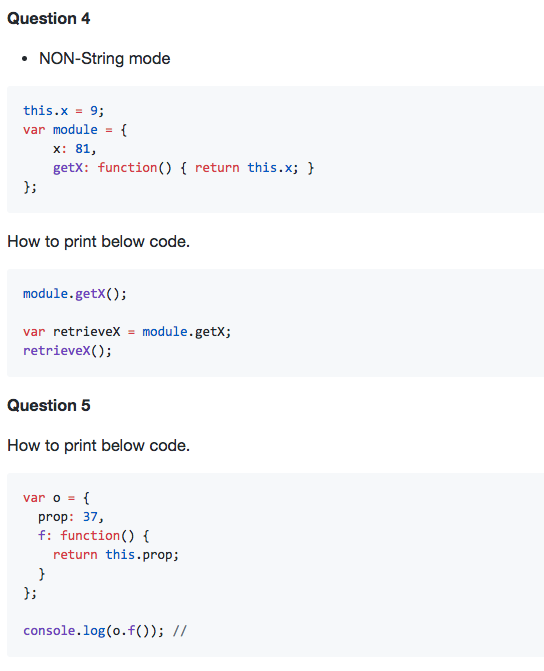 Question 4
• NON-String mode
this.x = 9;
var module = {
    x: 81,
    getX: function() { return this.x; }
};
How to print below code.
module.getX();

var retrieveX = module.getX;
retrieveX();
Question 5
How to print below code.
var o = {
  prop: 37,
  f: function() {
    return this.prop;
  }
};

console.log(o.f()); //